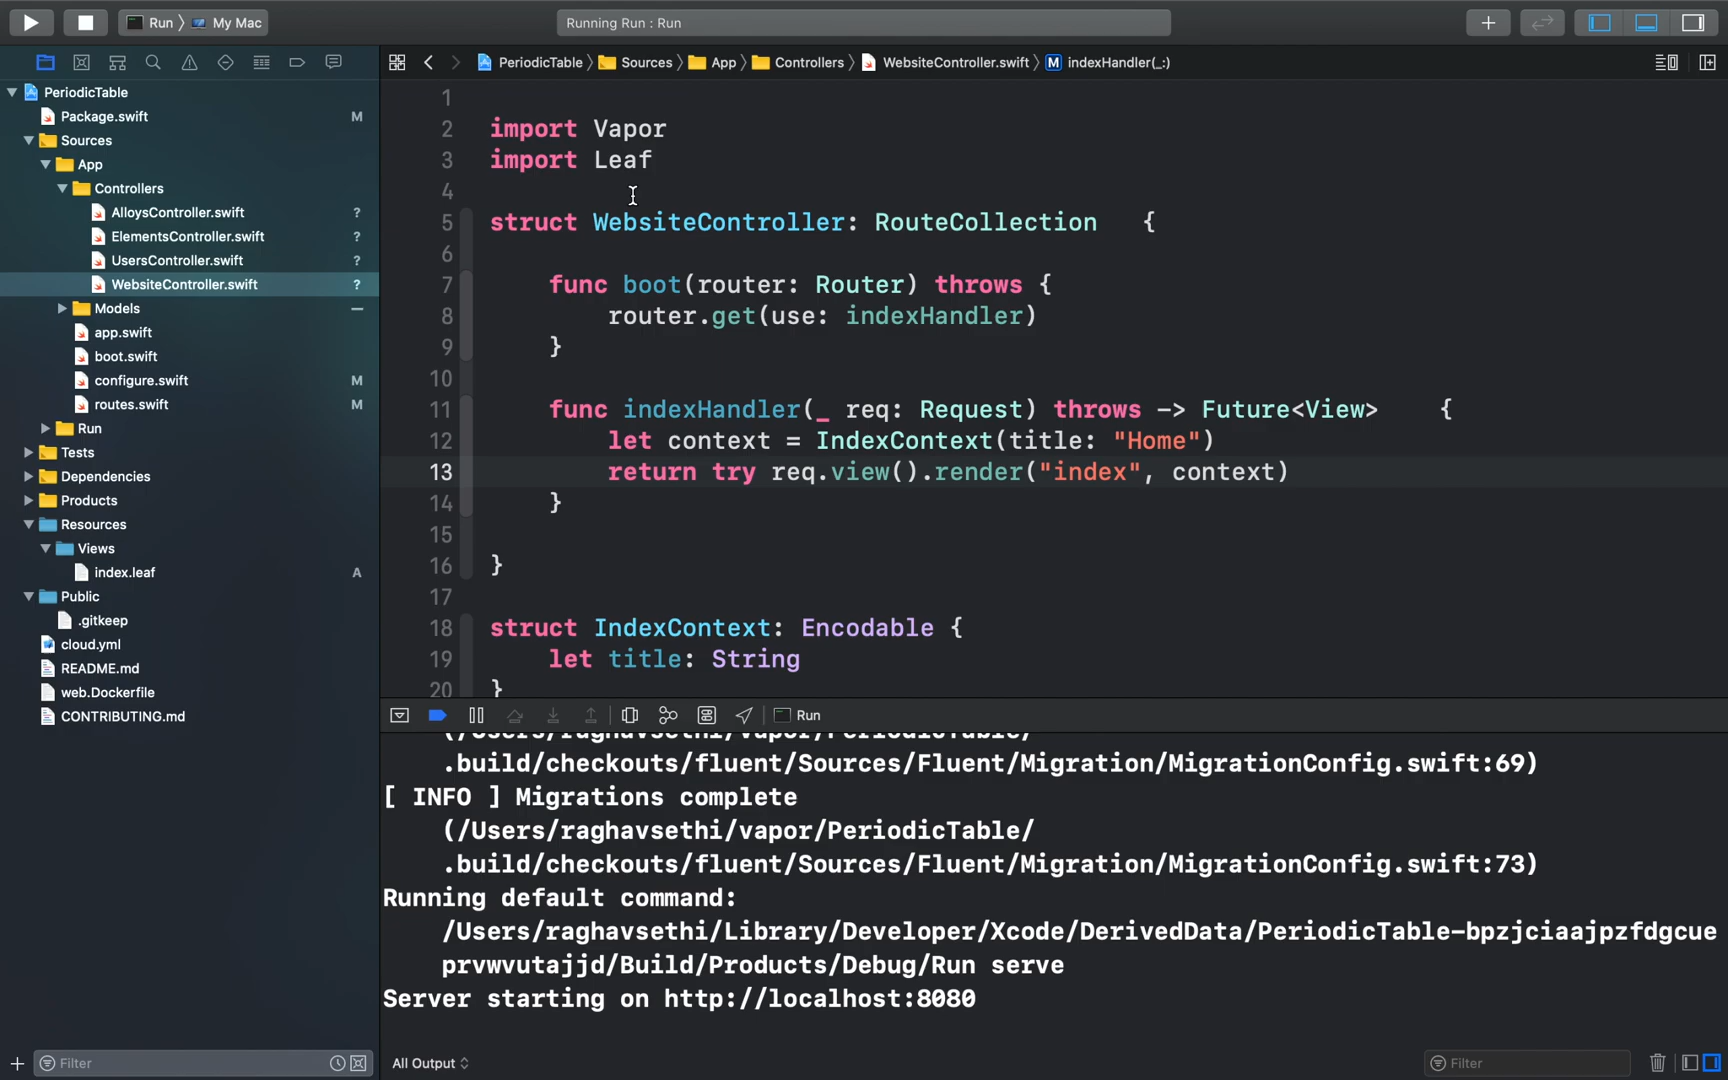 Run 〉 My Mac
Running Run : Run
PeriodicTable 〉 Sources 〉 App 〉 Controllers 〉 WebsiteController.swift 〉 M indexHandler(_:)
PeriodicTable
Package.swift M
Sources
App
Controllers
AlloysController.swift ?
ElementsController.swift ?
UsersController.swift ?
WebsiteController.swift ?
Models
app.swift
boot.swift
configure.swift M
routes.swift M
Run
Tests
Dependencies
Products
Resources
Views
index.leaf A
Public
.gitkeep
cloud.yml
README.md
web.Dockerfile
CONTRIBUTING.md
Filter
1
2 import Vapor
3 import Leaf
4
5 struct WebsiteController: RouteCollection {
6
7 func boot(router: Router) throws {
8 router.get(use: indexHandler)
9 }
10
11 func indexHandler(_ req: Request) throws -> Future<View> {
12 let context = IndexContext(title: "Home")
13 return try req.view().render("index", context)
14 }
15
16 }
17
18 struct IndexContext: Encodable {
19 let title: String
20 }
Run
(/Users/raghavsethi/vapor/PeriodicTable/
.build/checkouts/fluent/Sources/Fluent/Migration/MigrationConfig.swift:69)
[ INFO ] Migrations complete
(/Users/raghavsethi/vapor/PeriodicTable/
.build/checkouts/fluent/Sources/Fluent/Migration/MigrationConfig.swift:73)
Running default command:
/Users/raghavsethi/Library/Developer/Xcode/DerivedData/PeriodicTable-bpzjciaajpzfdgcue
prvwvutajjd/Build/Products/Debug/Run serve
Server starting on http://localhost:8080
All Output
Filter